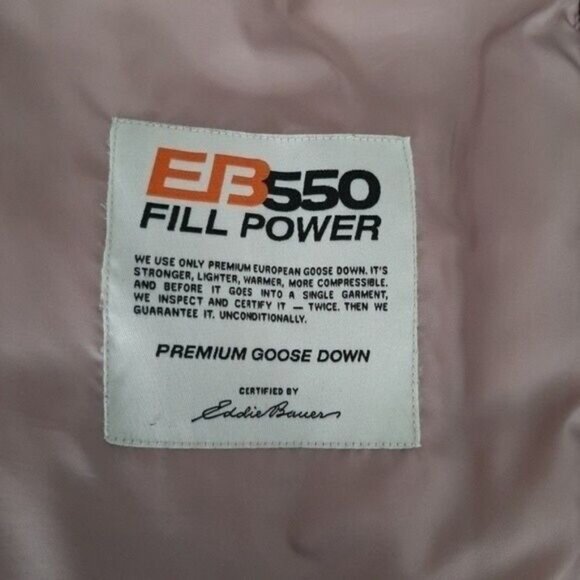 EB550
FILL POWER
WE USE ONLY PREMIUM EUROPEAN GOOSE DOWN. IT'S
STRONGER, LIGHTER, WARMER, MORE COMPRESSIBLE.
AND BEFORE IT GOES INTO A SINGLE GARMENT,
WE INSPECT AND CERTIFY IT — TWICE. THEN WE
GUARANTEE IT. UNCONDITIONALLY.
PREMIUM GOOSE DOWN
CERTIFIED BY
Eddie Bauer